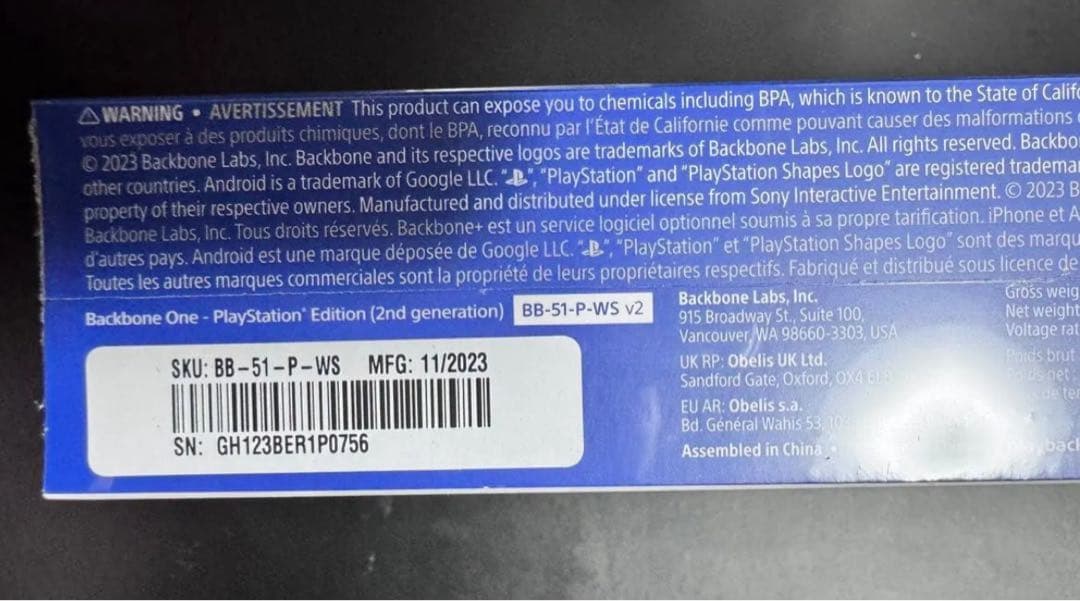 ⚠ WARNING • AVERTISSEMENT This product can expose you to chemicals including BPA, which is known to the State of
vous exposer à des produits chimiques, dont le BPA, reconnu par l'État de Californie comme pouvant causer des malformations
© 2023 Backbone Labs, Inc. Backbone and its respective logos are trademarks of Backbone Labs, Inc. All rights reserved.
other countries. Android is a trademark of Google LLC. " ", "PlayStation" and "PlayStation Shapes Logo" are registered
property of their respective owners. Manufactured and distributed under license from Sony Interactive Entertainment. © 2023
Backbone Labs, Inc. Tous droits réservés. Backbone+ est un service logiciel optionnel soumis à sa propre tarification. iPhone et
d'autres pays. Android est une marque déposée de Google LLC. " ", "PlayStation" et "PlayStation Shapes Logo" sont des
Toutes les autres marques commerciales sont la propriété de leurs propriétaires respectifs. Fabriqué et distribué sous licence de
Backbone One - PlayStation® Edition (2nd generation) BB-51-P-WS v2
SKU: BB-51-P-WS MFG: 11/2023
SN: GH123BER1P0756
Backbone Labs, Inc.
915 Broadway St., Suite 100,
Vancouver, WA 98660-3303, USA
UK RP: Obelis UK Ltd.
Sandford Gate, Oxford, OX4
EU AR: Obelis s.a.
Bd. Général Wahis 53,
Assembled in China •
Gross
Net weight
Voltage
Poids brut